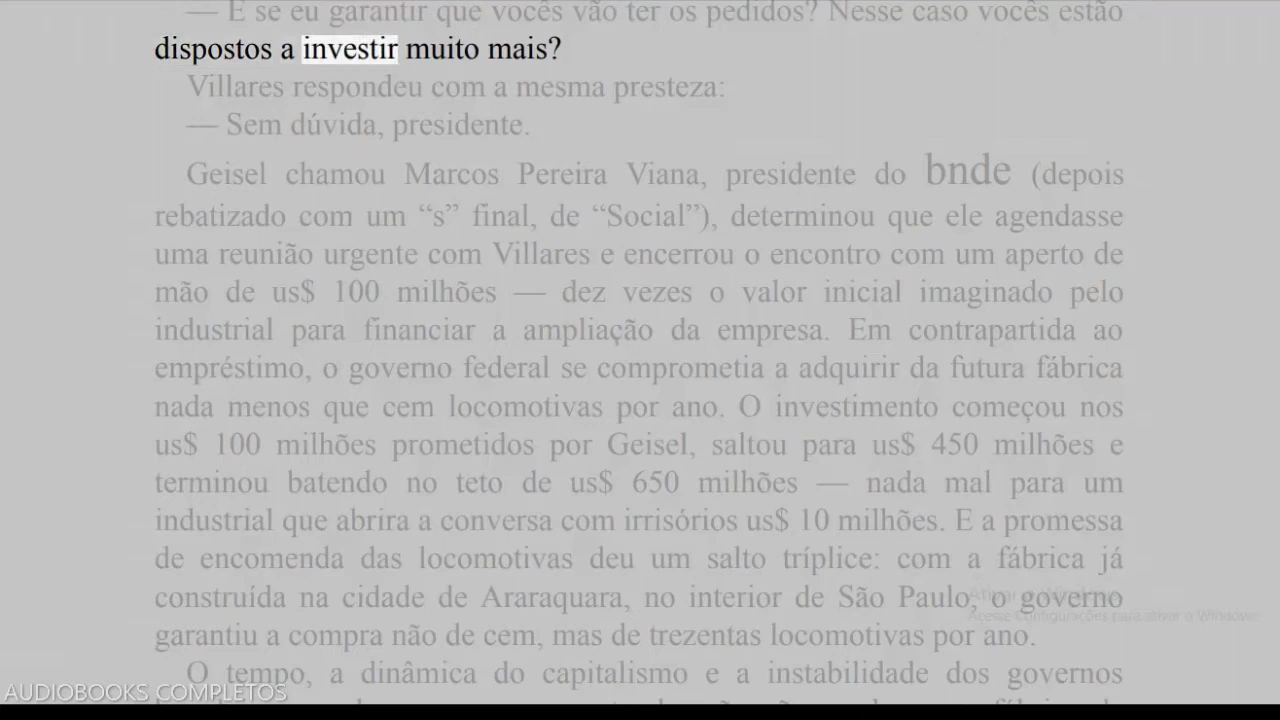 — E se eu garantir que vocês vão ter os pedidos? Nesse caso vocês estão
dispostos a investir muito mais?
Villares respondeu com a mesma presteza:
— Sem dúvida, presidente.
Geisel chamou Marcos Pereira Viana, presidente do bnde (depois
rebatizado com um “s” final, de “Social”), determinou que ele agendasse
uma reunião urgente com Villares e encerrou o encontro com um aperto de
mão de us$ 100 milhões — dez vezes o valor inicial imaginado pelo
industrial para financiar a ampliação da empresa. Em contrapartida ao
empréstimo, o governo federal se comprometia a adquirir da futura fábrica
nada menos que cem locomotivas por ano. O investimento começou nos
us$ 100 milhões prometidos por Geisel, saltou para us$ 450 milhões e
terminou batendo no teto de us$ 650 milhões — nada mal para um
industrial que abrira a conversa com irrisórios us$ 10 milhões. E a promessa
de encomenda das locomotivas deu um salto tríplice: com a fábrica já
construída na cidade de Araraquara, no interior de São Paulo, o governo
garantiu a compra não de cem, mas de trezentas locomotivas por ano.
O tempo, a dinâmica do capitalismo e a instabilidade dos governos
Ativar o Windows
Acesse Configurações para ativar o Windows.
AUDIOBOOKS COMPLETOS